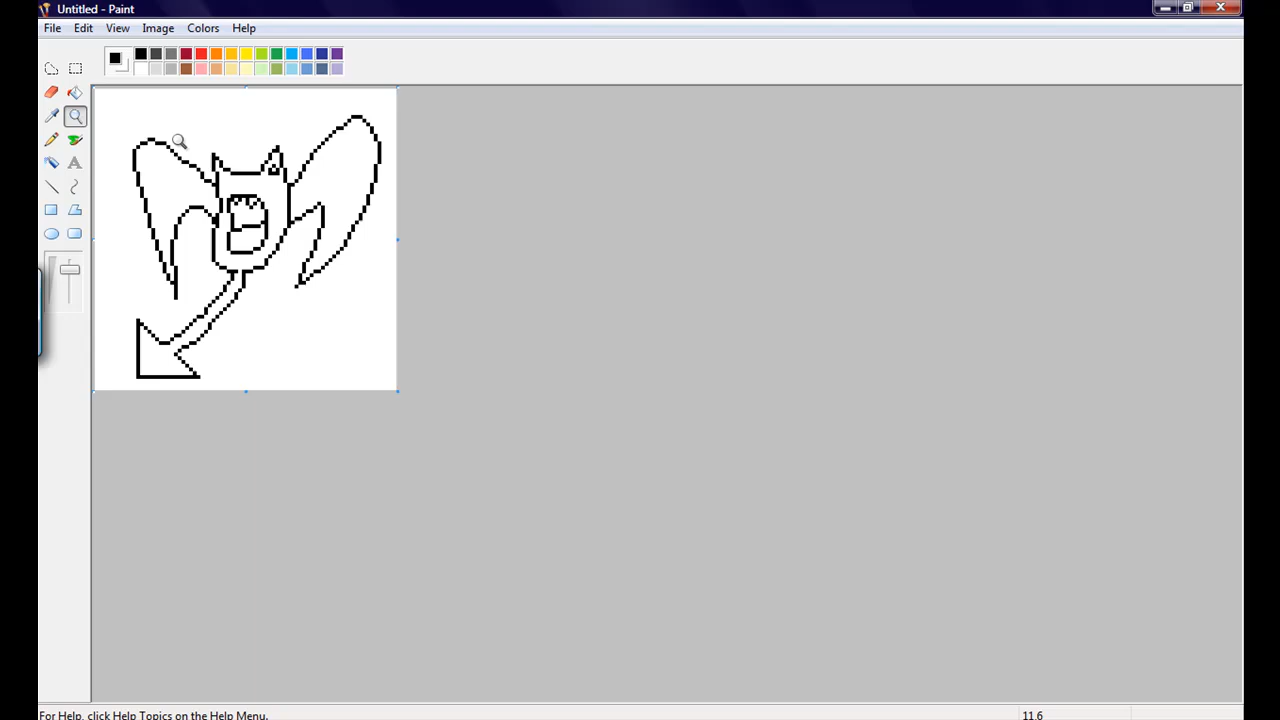 Untitled - Paint
File Edit View Image Colors Help
A
For Help, click Help Topics on the Help Menu. 11.6